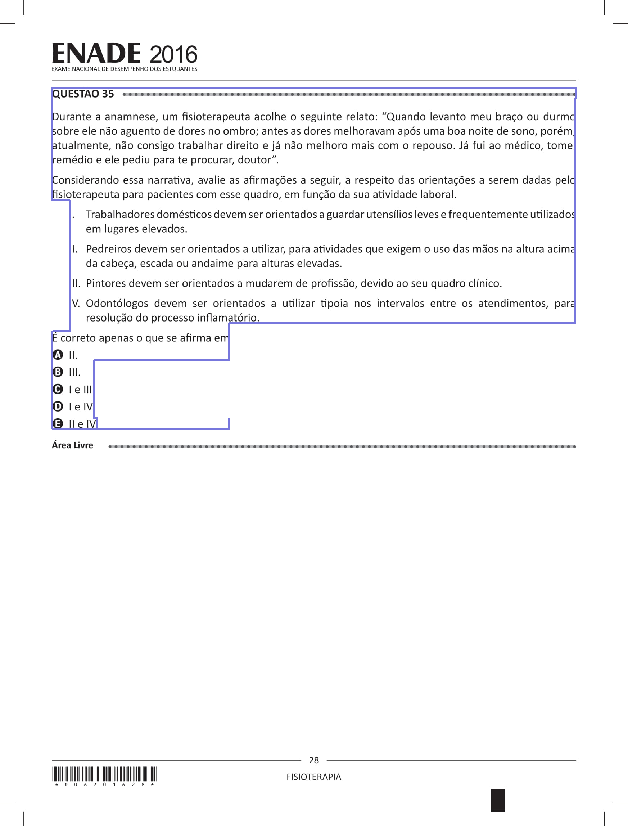 ENADE 2016
EXAME NACIONAL DE DESEMPENHO DOS ESTUDANTES
QUESTÃO 35
Durante a anamnese, um fisioterapeuta acolhe o seguinte relato: “Quando levanto meu braço ou durmo
sobre ele não aguento de dores no ombro; antes as dores melhoravam após uma boa noite de sono, porém,
atualmente, não consigo trabalhar direito e já não melhoro mais com o repouso. Já fui ao médico, tome
remédio e ele pediu para te procurar, doutor”.
Considerando essa narrativa, avalie as afirmações a seguir, a respeito das orientações a serem dadas pelo
fisioterapeuta para pacientes com esse quadro, em função da sua atividade laboral.
. Trabalhadores domésticos devem ser orientados a guardar utensílios leves e frequentemente utilizados
em lugares elevados.
I. Pedreiros devem ser orientados a utilizar, para atividades que exigem o uso das mãos na altura acima
da cabeça, escada ou andaime para alturas elevadas.
II. Pintores devem ser orientados a mudarem de profissão, devido ao seu quadro clínico.
V. Odontólogos devem ser orientados a utilizar tipoia nos intervalos entre os atendimentos, para
resolução do processo inflamatório.
É correto apenas o que se afirma em
A II.
B III.
C I e III
D I e IV
E II e IV
Área Livre
28
FISIOTERAPIA